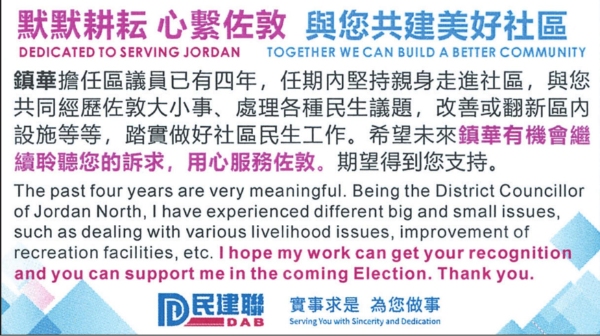 默默耕耘 心繫佐敦 與您共建美好社區
DEDICATED TO SERVING JORDAN TOGETHER WE CAN BUILD A BETTER COMMUNITY
鎮華擔任區議員已有四年，任期內堅持親身走進社區，與您
共同經歷佐敦大小事、處理各種民生議題，改善或翻新區內
設施等等，踏實做好社區民生工作。希望未來鎮華有機會繼
續聆聽您的訴求，用心服務佐敦。期望得到您支持。
The past four years are very meaningful. Being the District Councillor
of Jordan North, I have experienced different big and small issues,
such as dealing with various livelihood issues, improvement of
recreation facilities, etc. I hope my work can get your recognition
and you can support me in the coming Election. Thank you.
民建聯 實事求是 為您做事
DAB Serving You with Sincerity and Dedication